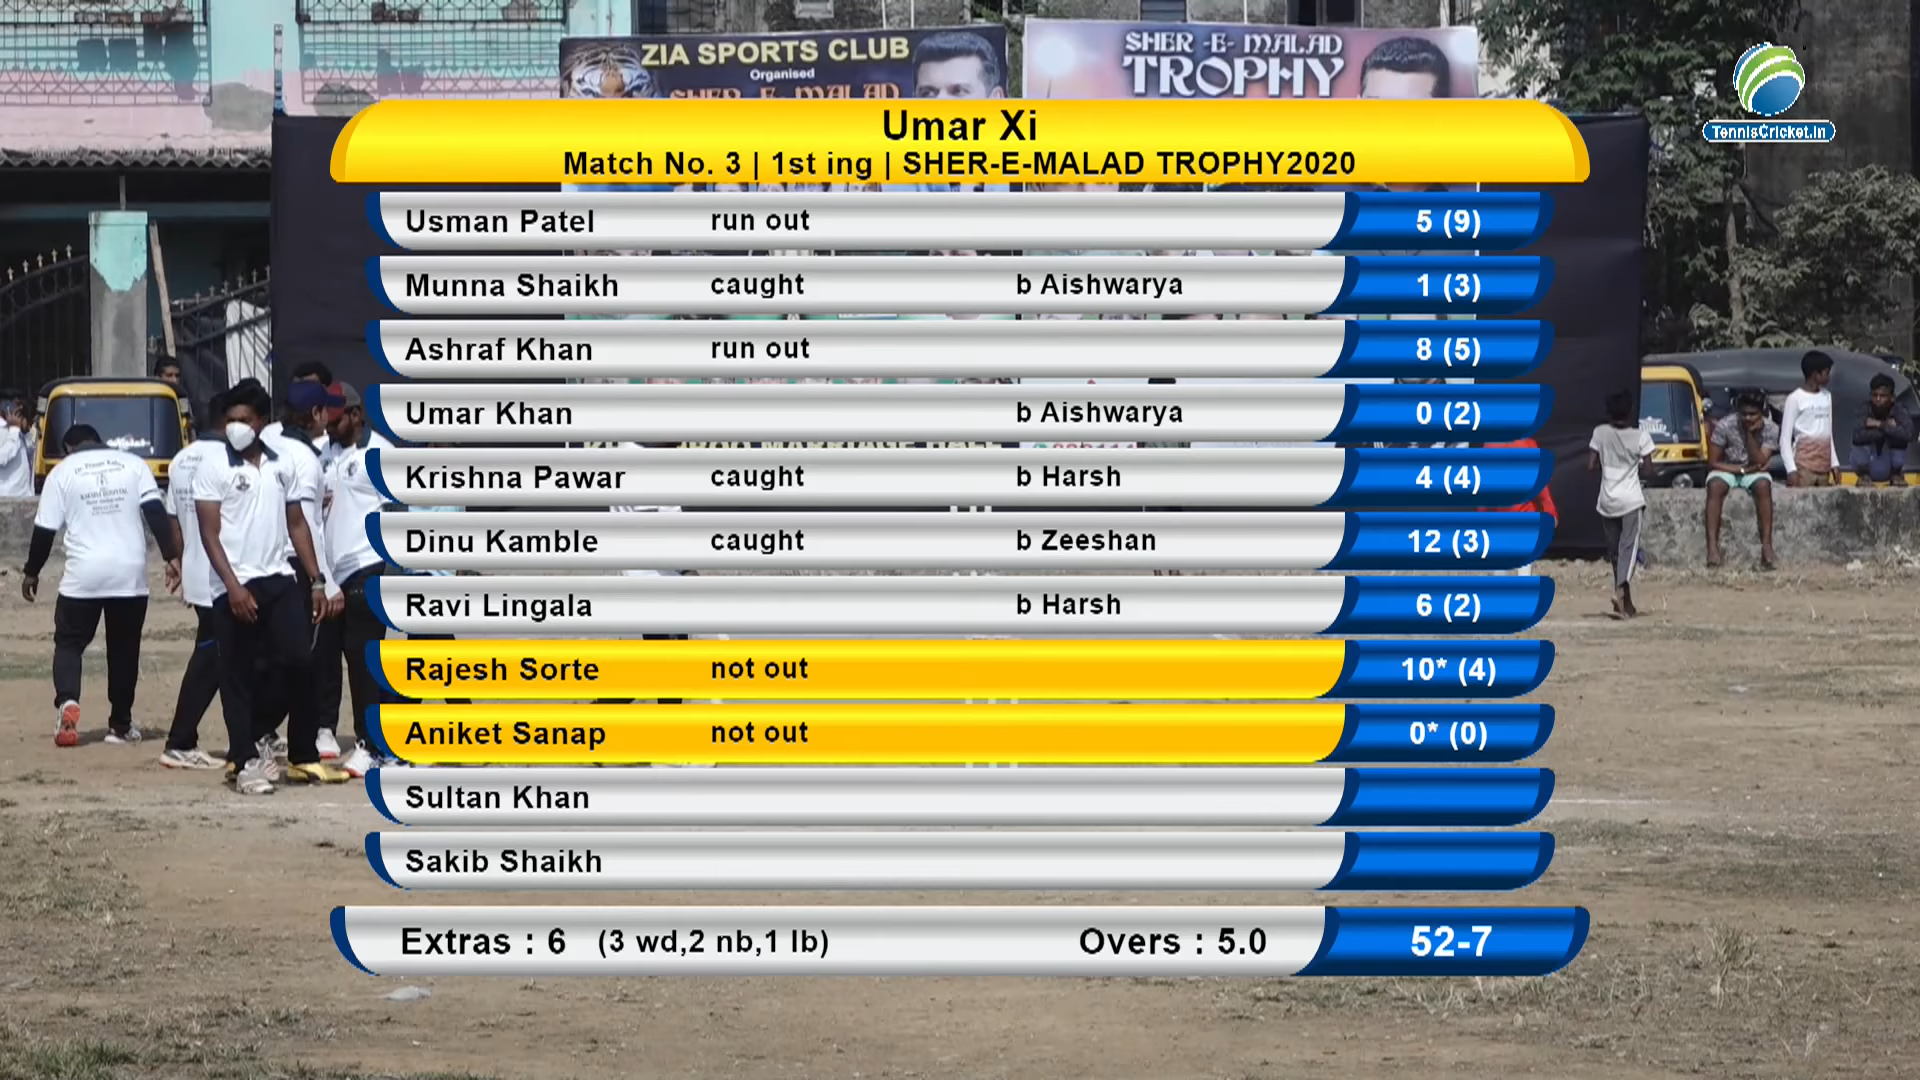 ZIA SPORTS CLUB
Organised
SHER-E-MALAD
SHER-E-MALAD
TROPHY
TennisCricket.in
Umar Xi
Match No. 3 | 1st ing | SHER-E-MALAD TROPHY2020
Usman Patel run out 5 (9)
Munna Shaikh caught b Aishwarya 1 (3)
Ashraf Khan run out 8 (5)
Umar Khan b Aishwarya 0 (2)
Krishna Pawar caught b Harsh 4 (4)
Dinu Kamble caught b Zeeshan 12 (3)
Ravi Lingala b Harsh 6 (2)
Rajesh Sorte not out 10* (4)
Aniket Sanap not out 0* (0)
Sultan Khan
Sakib Shaikh
Extras : 6 (3 wd,2 nb,1 lb) Overs : 5.0 52-7